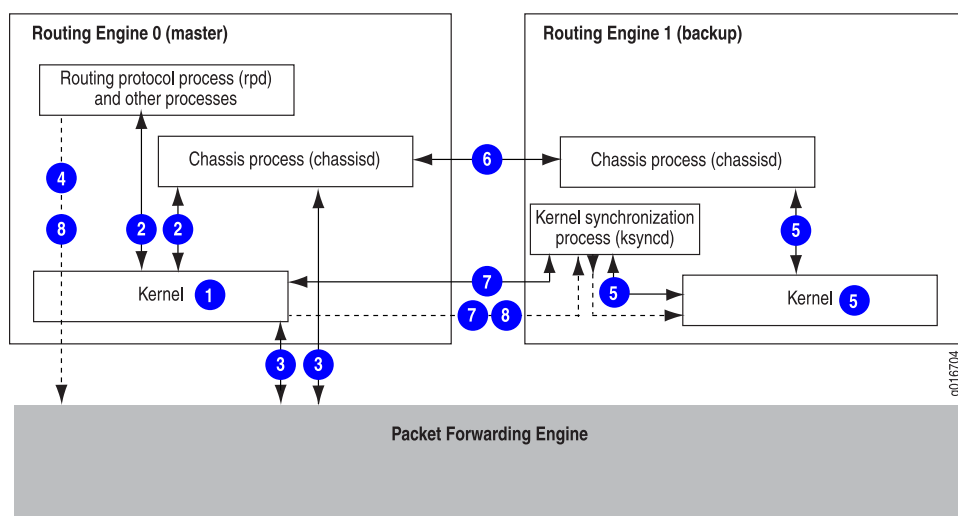 Routing Engine 0 (master)
Routing protocol process (rpd)
and other processes
Chassis process (chassisd)
4
8
2
2
Kernel 1
3
3
6
7
7 8
Routing Engine 1 (backup)
Chassis process (chassisd)
Kernel synchronization
process (ksyncd)
5
5
Kernel 5
g016704
Packet Forwarding Engine